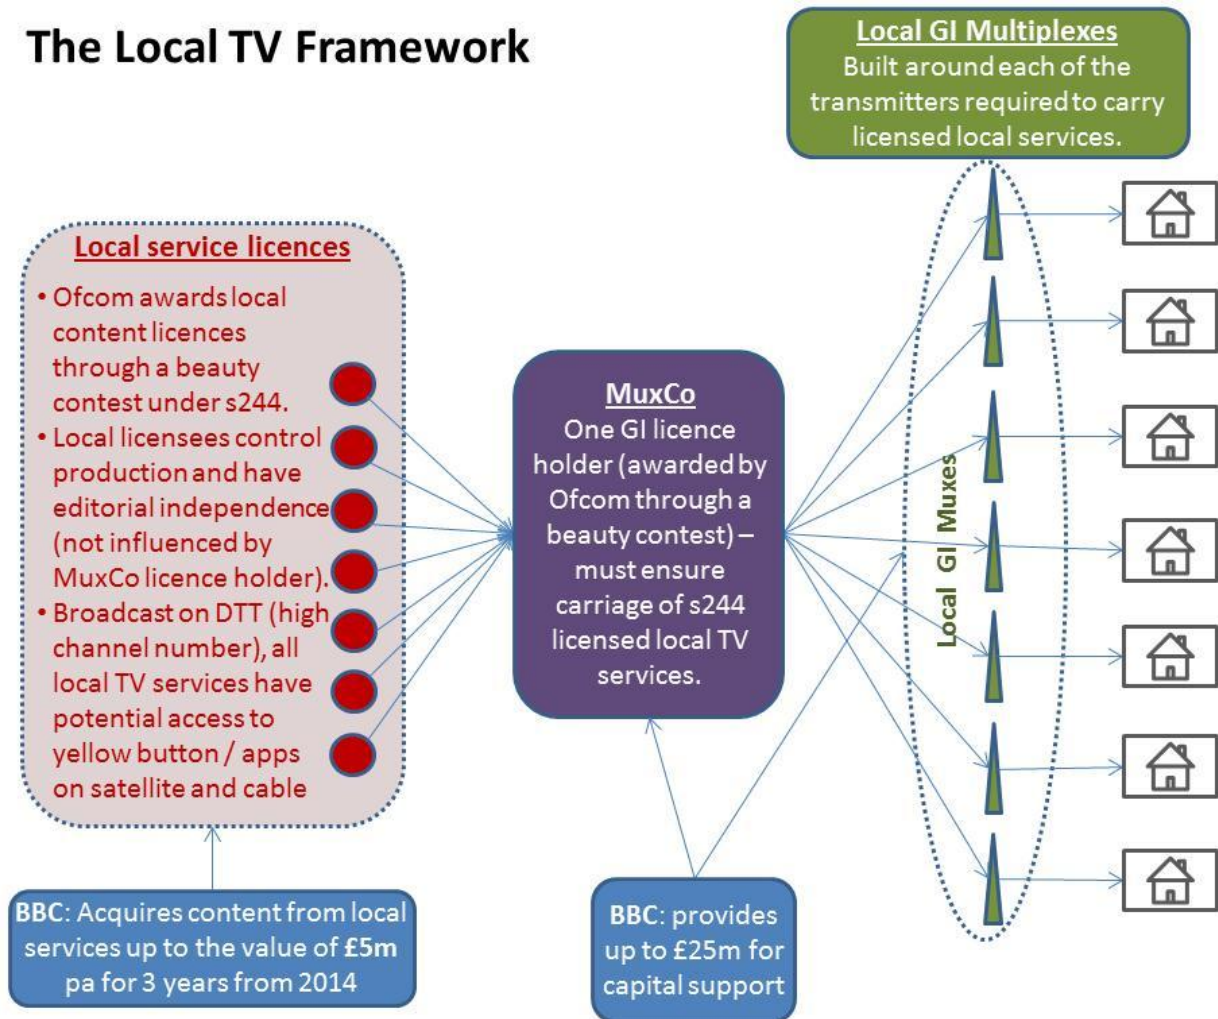 The Local TV Framework
Local GI Multiplexes
Built around each of the
transmitters required to carry
licensed local services.
Local service licences
• Ofcom awards local
content licences
through a beauty
contest under s244.
• Local licensees control
production and have
editorial independence
(not influenced by
MuxCo licence holder).
• Broadcast on DTT (high
channel number), all
local TV services have
potential access to
yellow button / apps
on satellite and cable
MuxCo
One GI licence
holder (awarded by
Ofcom through a
beauty contest) –
must ensure
carriage of s244
licensed local TV
services.
Local GI Muxes
BBC: Acquires content from local
services up to the value of £5m
pa for 3 years from 2014
BBC: provides
up to £25m for
capital support